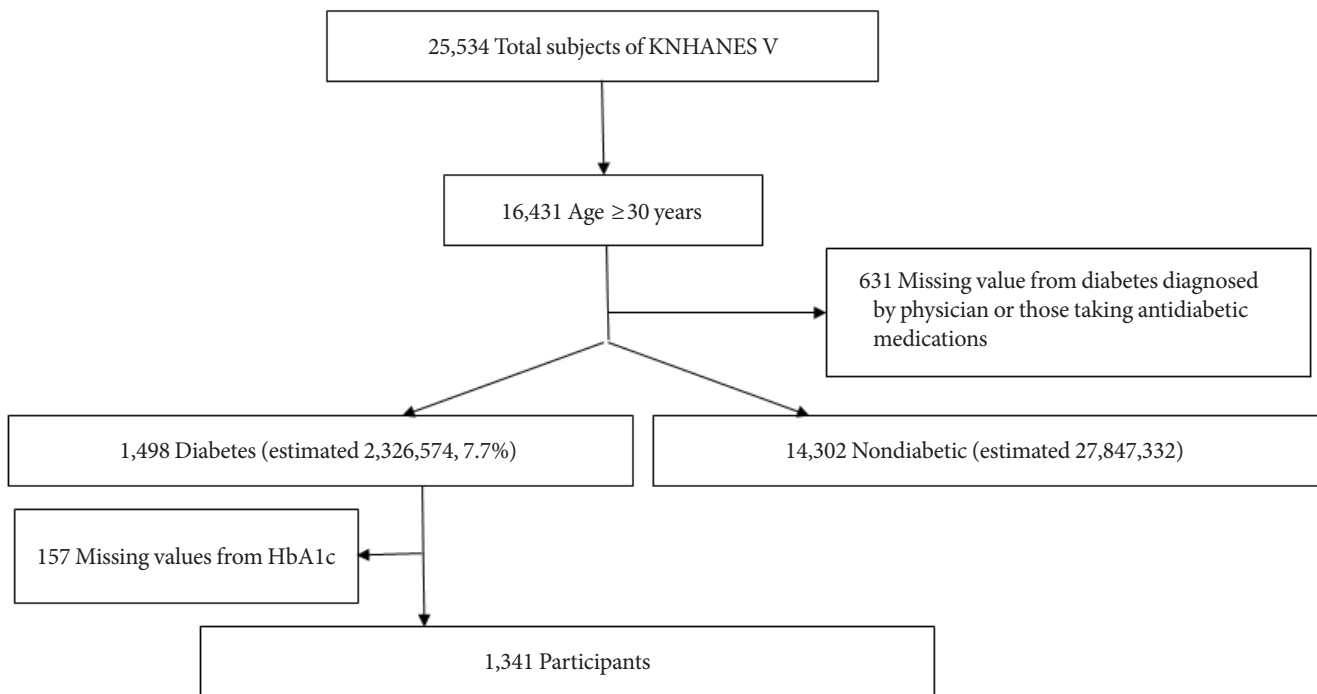 25,534 Total subjects of KNHANES V
16,431 Age ≥30 years
631 Missing value from diabetes diagnosed
by physician or those taking antidiabetic
medications
1,498 Diabetes (estimated 2,326,574, 7.7%)
14,302 Nondiabetic (estimated 27,847,332)
157 Missing values from HbA1c
1,341 Participants